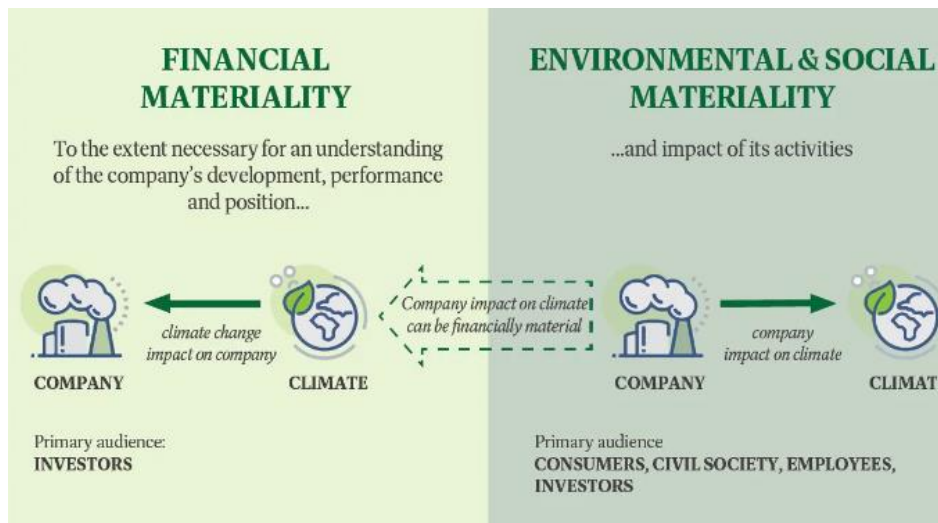 FINANCIAL
MATERIALITY
To the extent necessary for an understanding
of the company's development, performance
and position...
climate change
impact on company
COMPANY
CLIMATE
Primary audience:
INVESTORS
Company impact on climate
can be financially material
ENVIRONMENTAL & SOCIAL
MATERIALITY
...and impact of its activities
company
impact on climate
COMPANY
CLIMAT
Primary audience
CONSUMERS, CIVIL SOCIETY, EMPLOYEES,
INVESTORS